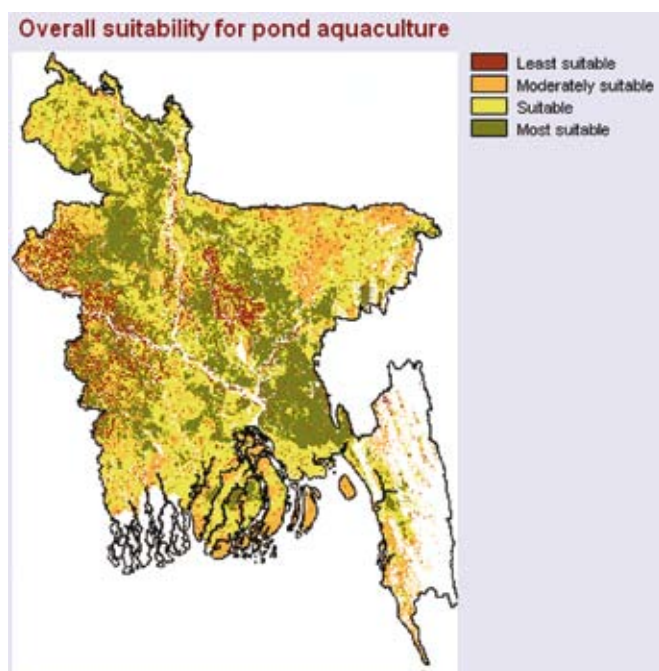 Overall suitability for pond aquaculture
Least suitable
Moderately suitable
Suitable
Most suitable